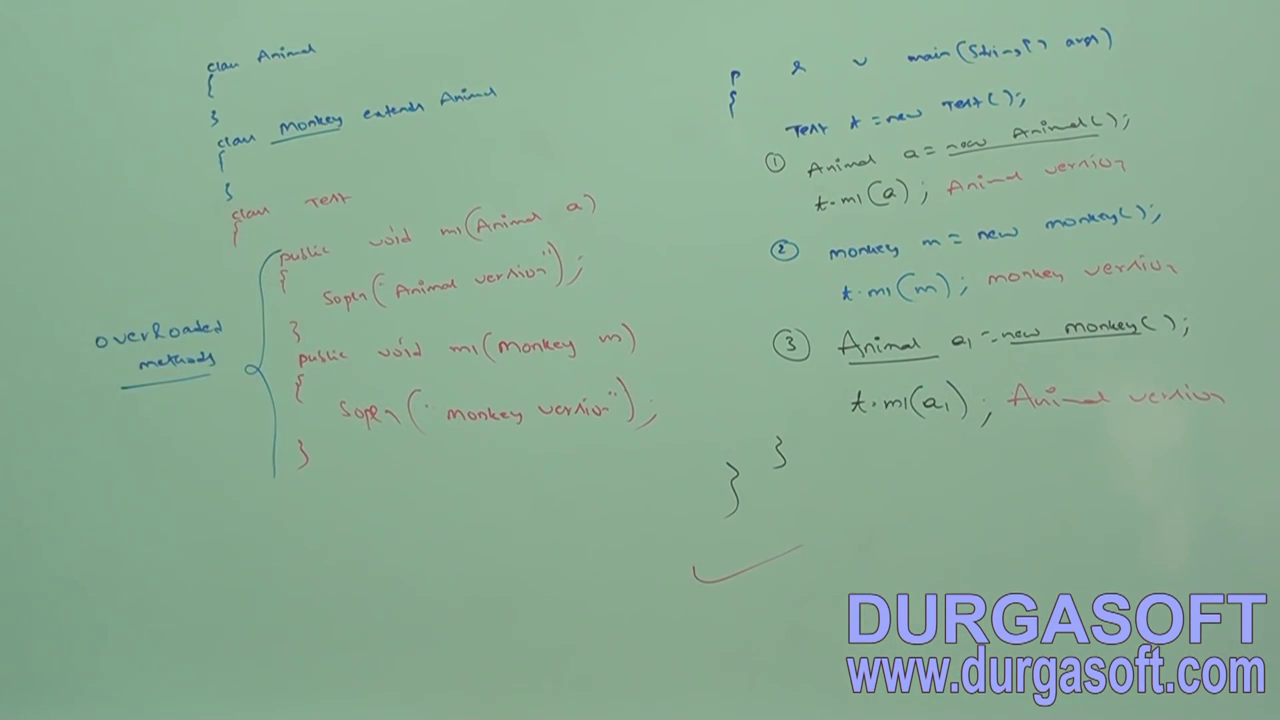 class Animal
{
}
class Monkey extends Animal
{
}
class Test
{
public void m1(Animal a)
{
Sopln("Animal version");
}
public void m1(Monkey m)
{
Sopln("monkey version");
}
overloaded
methods
p s v main(String[] args)
{
Test t = new Test();
① Animal a = new Animal();
t.m1(a); Animal version
② monkey m = new monkey();
t.m1(m); monkey version
③ Animal a1 = new monkey();
t.m1(a1); Animal version
}
}
DURGASOFT
www.durgasoft.com